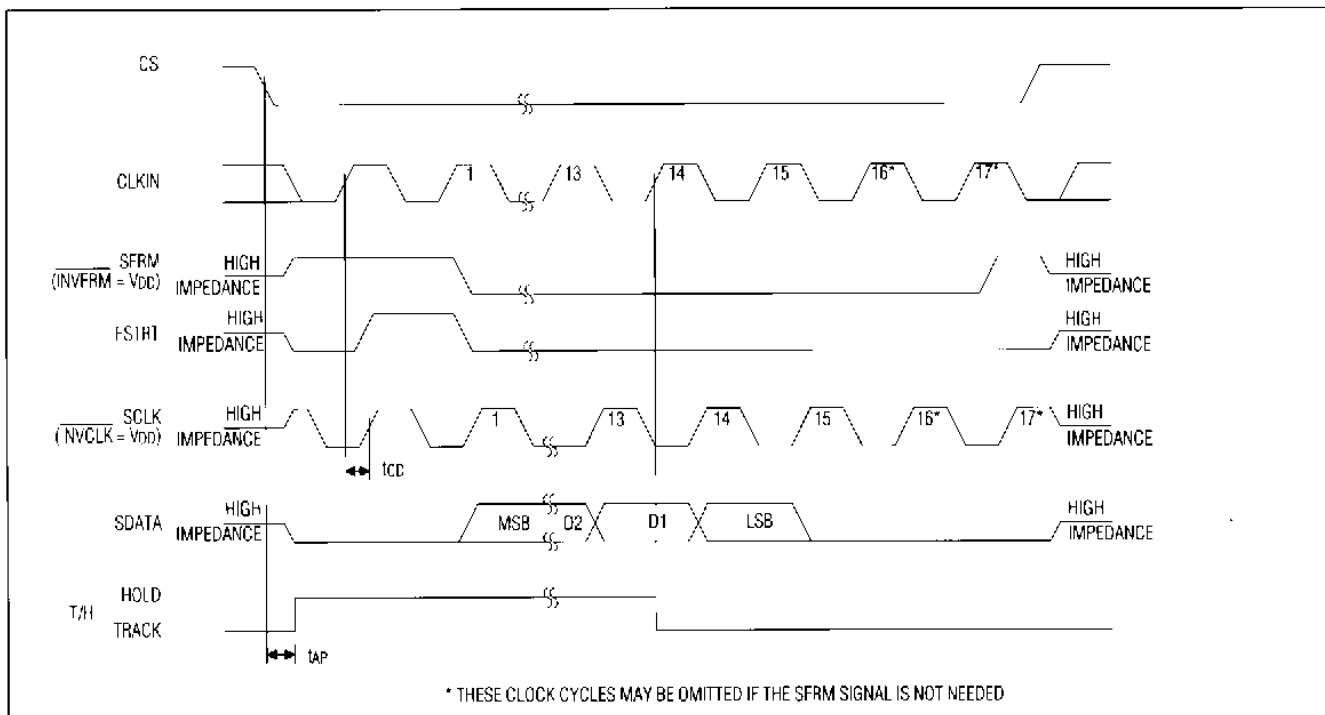 CS
CLKIN
1 13 14 15 16* 17*
SFRM
(INVFRM = VDD)
HIGH
IMPEDANCE
HIGH
IMPEDANCE
FSTRT
HIGH
IMPEDANCE
HIGH
IMPEDANCE
SCLK
(NVCLK = VDD)
HIGH
IMPEDANCE
1 13 14 15 16* 17*
HIGH
IMPEDANCE
tCD
SDATA
HIGH
IMPEDANCE
MSB D2 D1 LSB
HIGH
IMPEDANCE
T/H
HOLD
TRACK
tAP
* THESE CLOCK CYCLES MAY BE OMITTED IF THE SFRM SIGNAL IS NOT NEEDED